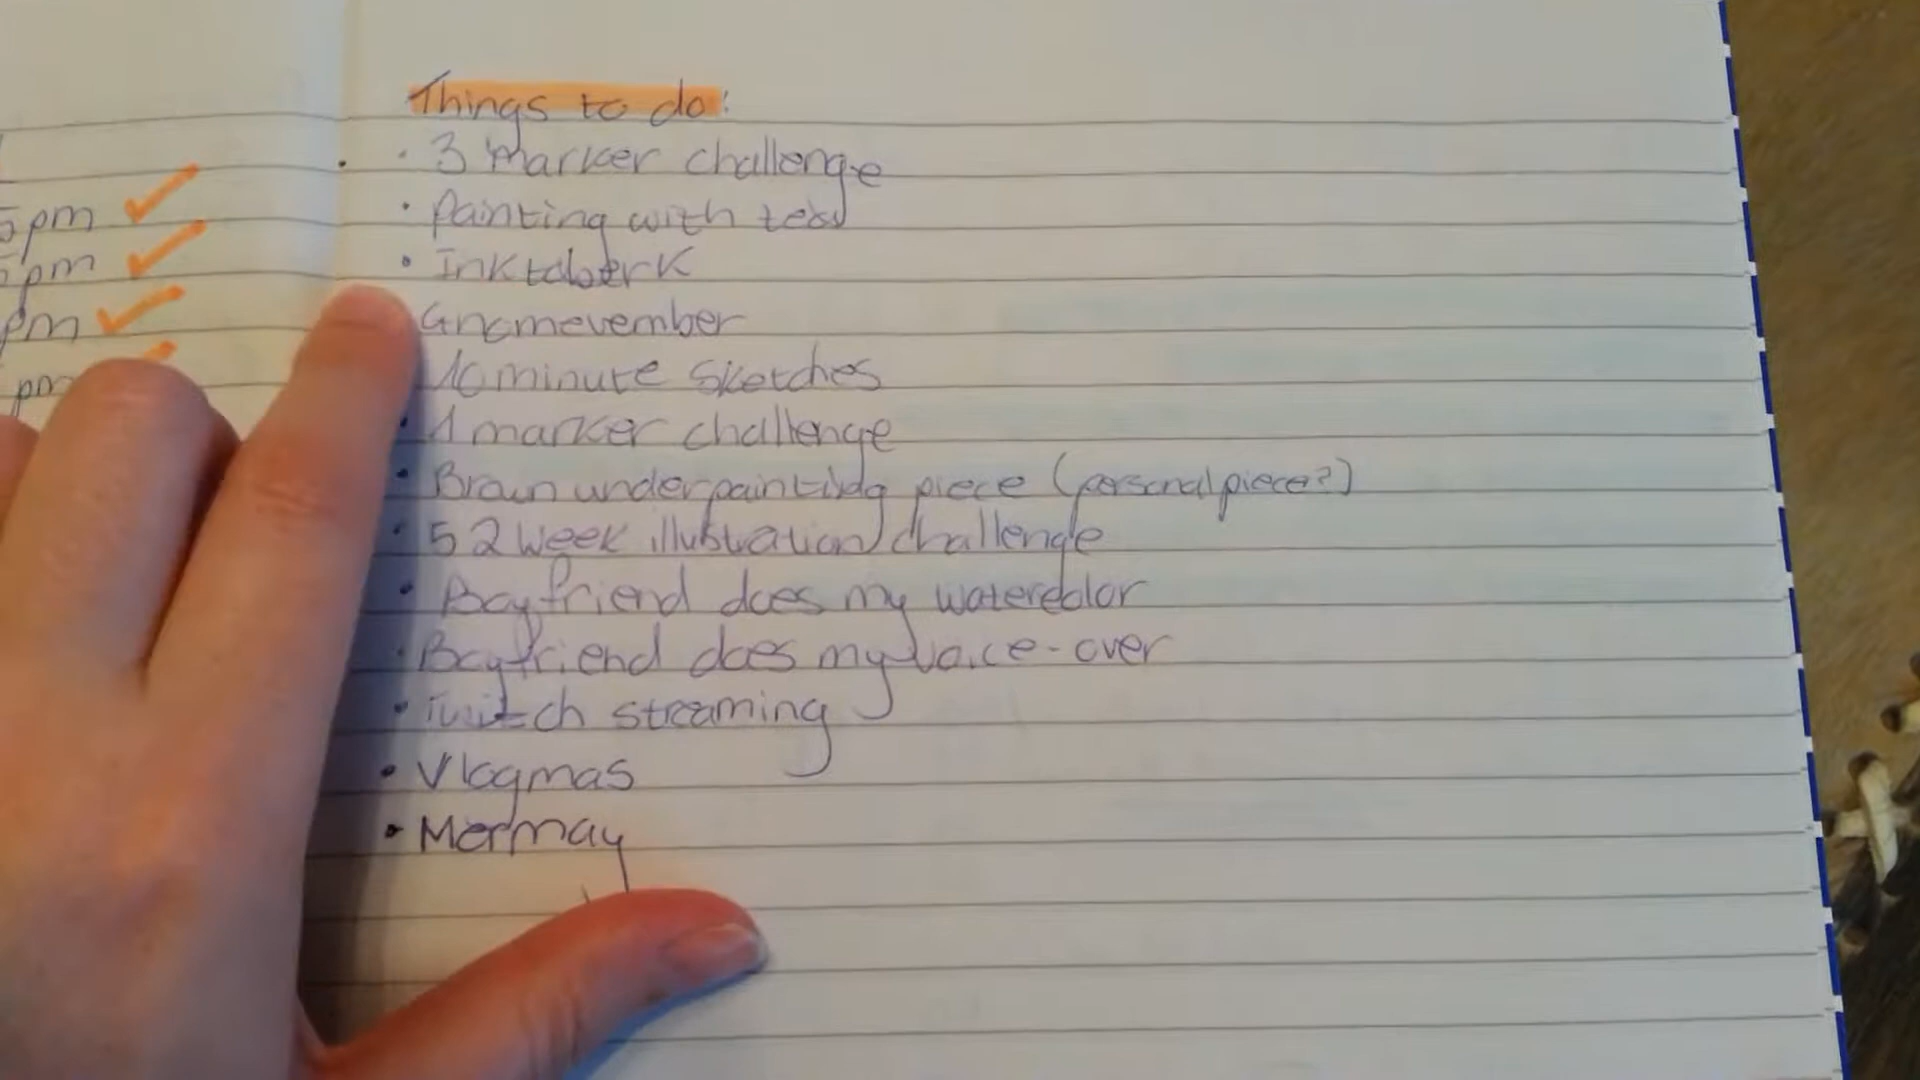 Things to do:
5pm
• 3 marker challenge
pm
• Painting with tea
pm
• Inktober
pm
Gnomevember
10 minute sketches
• 1 marker challenge
• Brown underpainting piece (personal piece?)
• 52 week illustration challenge
• Boyfriend does my watercolor
• Boyfriend does my voice-over
• Twitch streaming
• Vlogmas
• Mermay